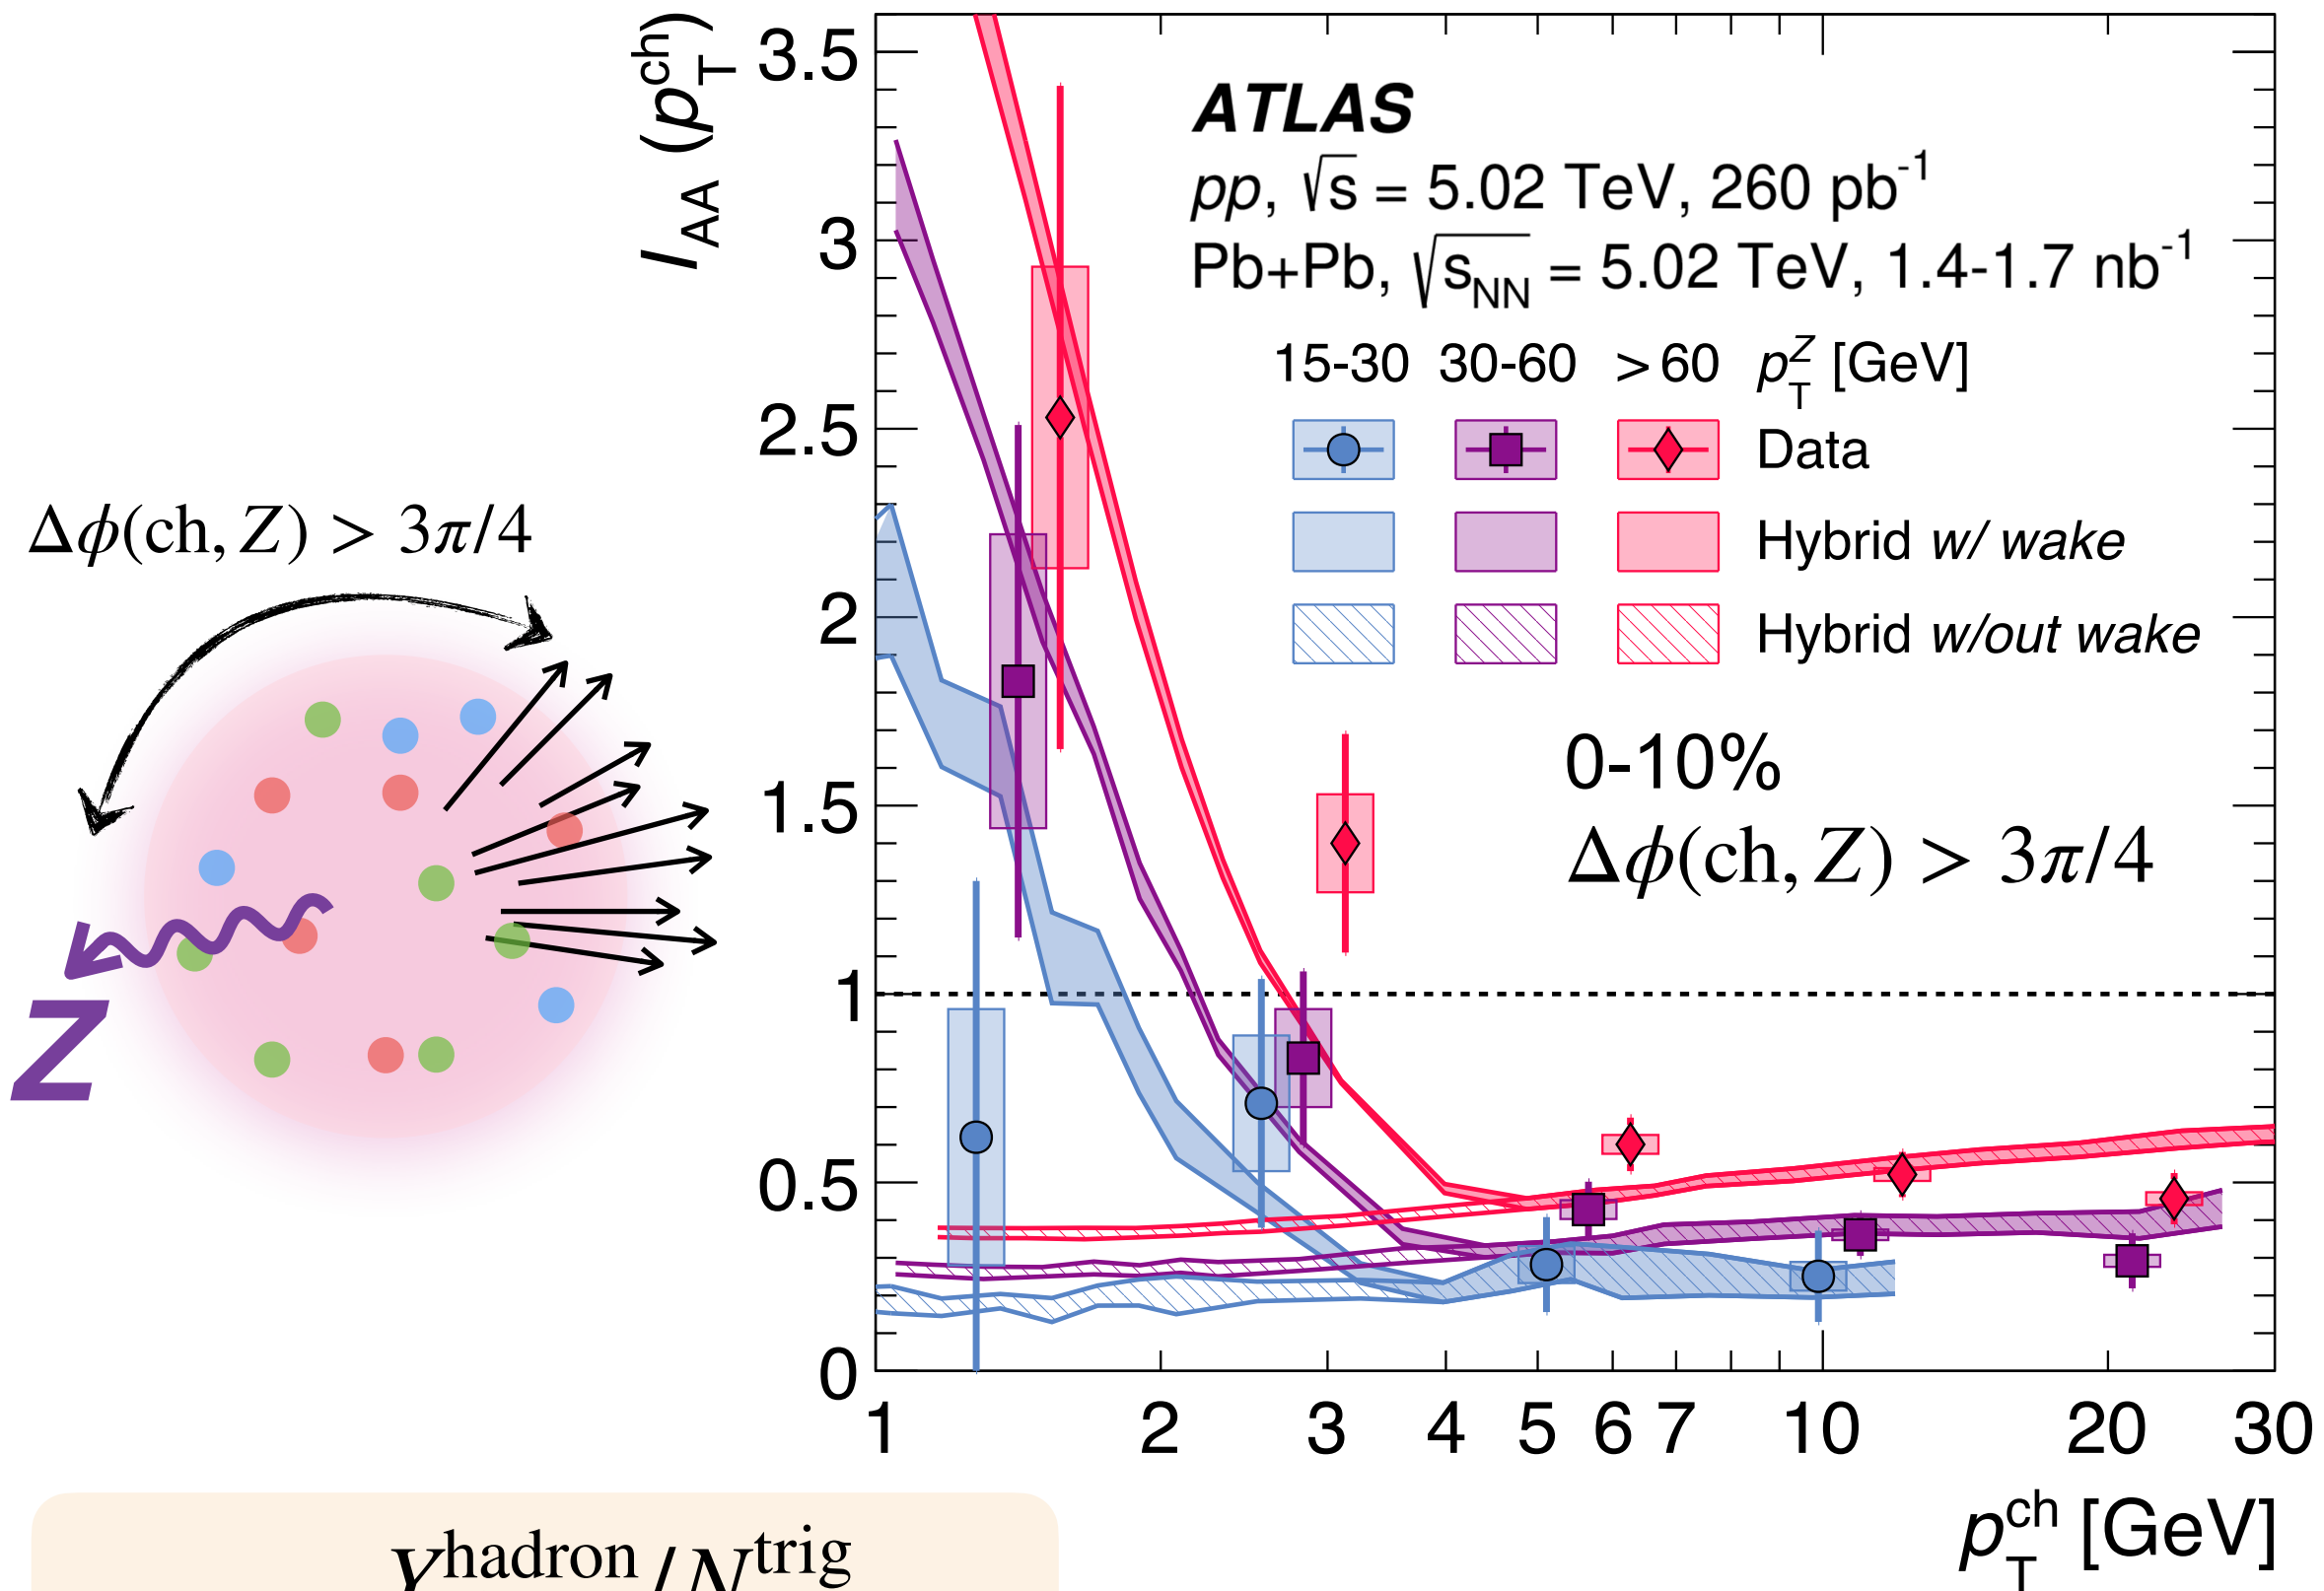 I_AA (p_T^ch)
3.5
3
2.5
2
1.5
1
0.5
0
ATLAS
pp, √s = 5.02 TeV, 260 pb^-1
Pb+Pb, √s_NN = 5.02 TeV, 1.4-1.7 nb^-1
15-30 30-60 >60 p_T^Z [GeV]
Data
Hybrid w/ wake
Hybrid w/out wake
0-10%
Δϕ(ch, Z) > 3π/4
Δϕ(ch, Z) > 3π/4
Z
1 2 3 4 5 6 7 10 20 30
p_T^ch [GeV]
Y^hadron/N^trig